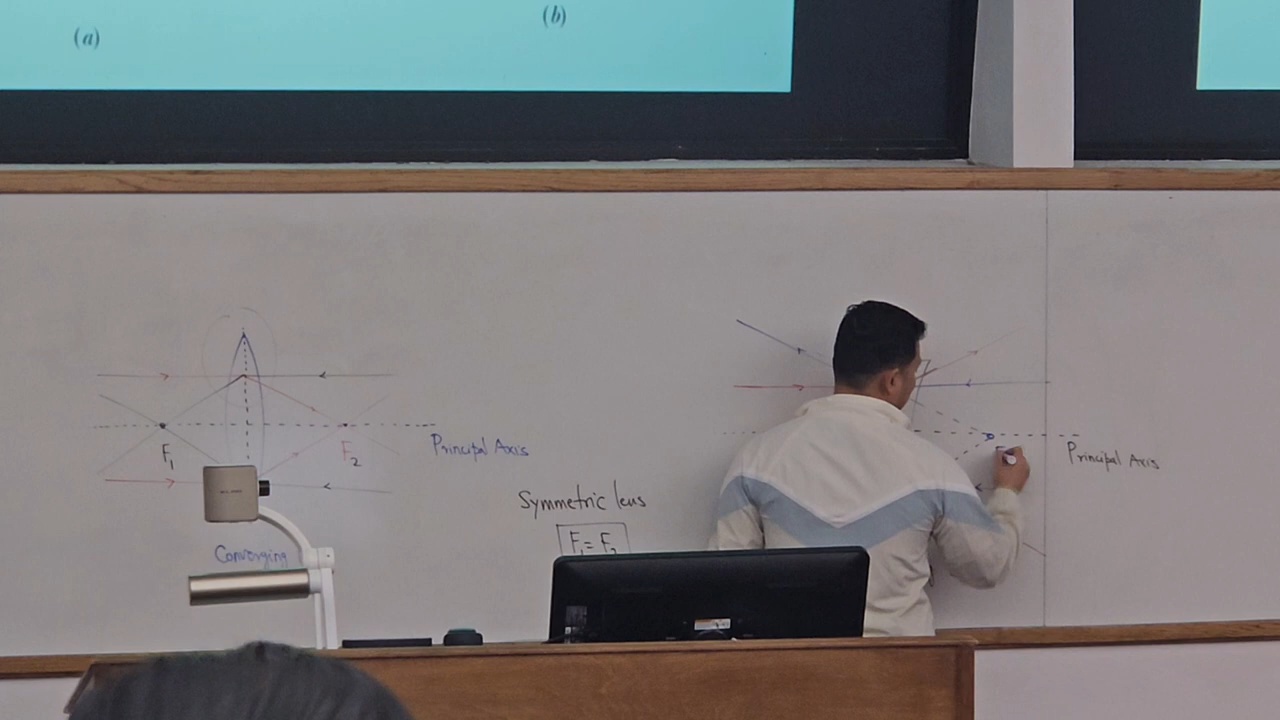 (a)
(b)
F1
F2
Principal Axis
Converging
Symmetric lens
F1 = F2
F
Principal Axis